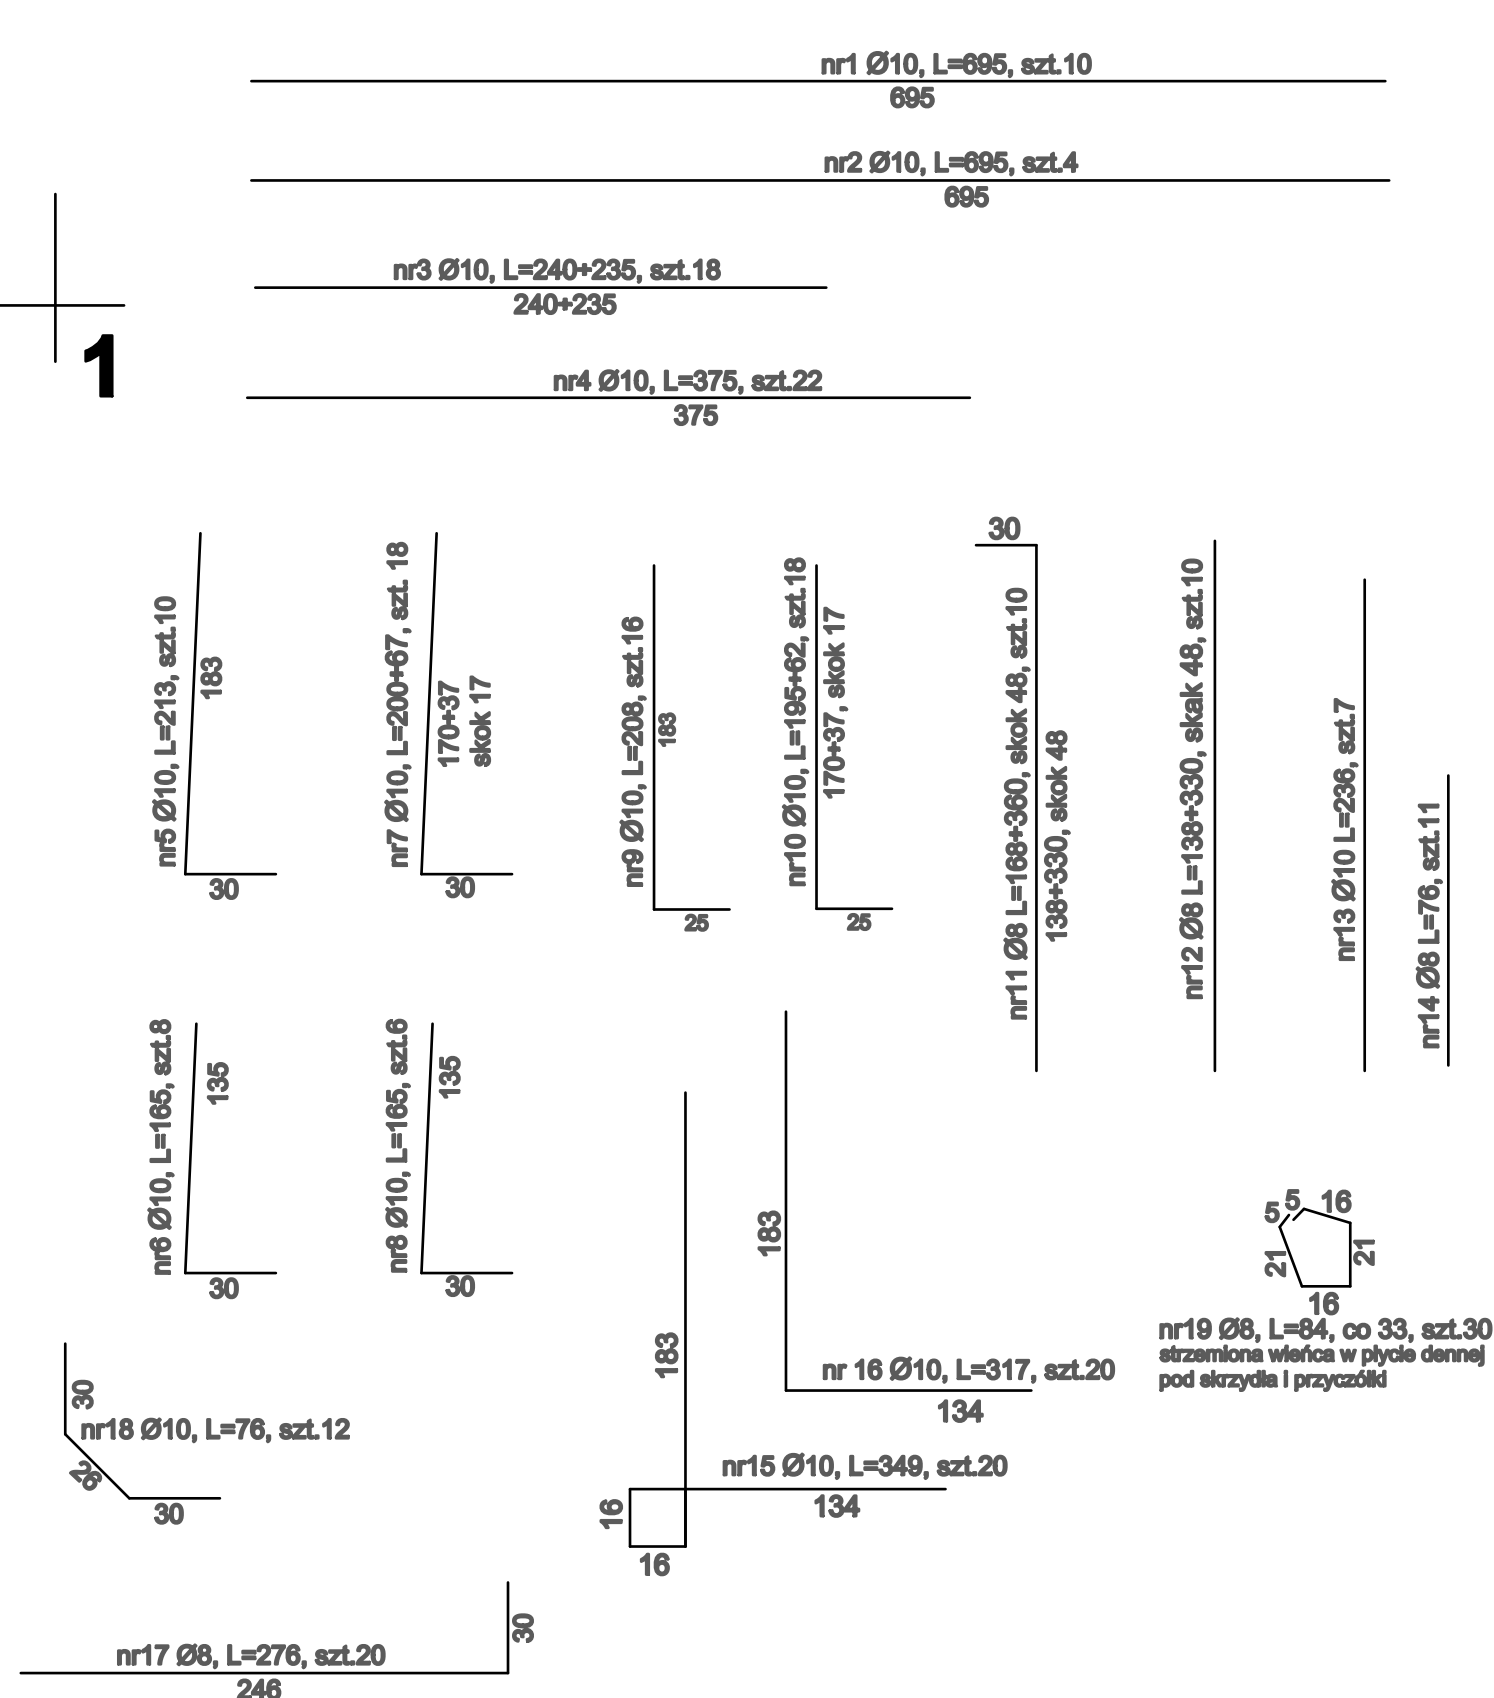 nr1 Ø10, L=695, szt.10
695
nr2 Ø10, L=695, szt.4
695
nr3 Ø10, L=240+235, szt.18
240+235
1
nr4 Ø10, L=375, szt.22
375
nr5 Ø10, L=213, szt.10
183
30
nr7 Ø10, L=200+67, szt. 18
170+37
skok 17
30
nr9 Ø10, L=208, szt.16
183
25
nr10 Ø10, L=195+62, szt.18
170+37, skok 17
25
30
nr11 Ø8 L=168+360, skok 48, szt.10
138+330, skok 48
nr12 Ø8 L=138+330, skak 48, szt.10
nr13 Ø10 L=236, szt.7
nr14 Ø8 L=76, szt.11
nr6 Ø10, L=165, szt.8
135
30
nr8 Ø10, L=165, szt.6
135
30
183
nr 16 Ø10, L=317, szt.20
134
183
nr15 Ø10, L=349, szt.20
134
16
16
5
5
16
21
21
16
nr19 Ø8, L=84, co 33, szt.30
strzemiona wieńca w płycie dennej
pod skrzydła i przyczółki
30
nr18 Ø10, L=76, szt.12
26
30
30
nr17 Ø8, L=276, szt.20
246